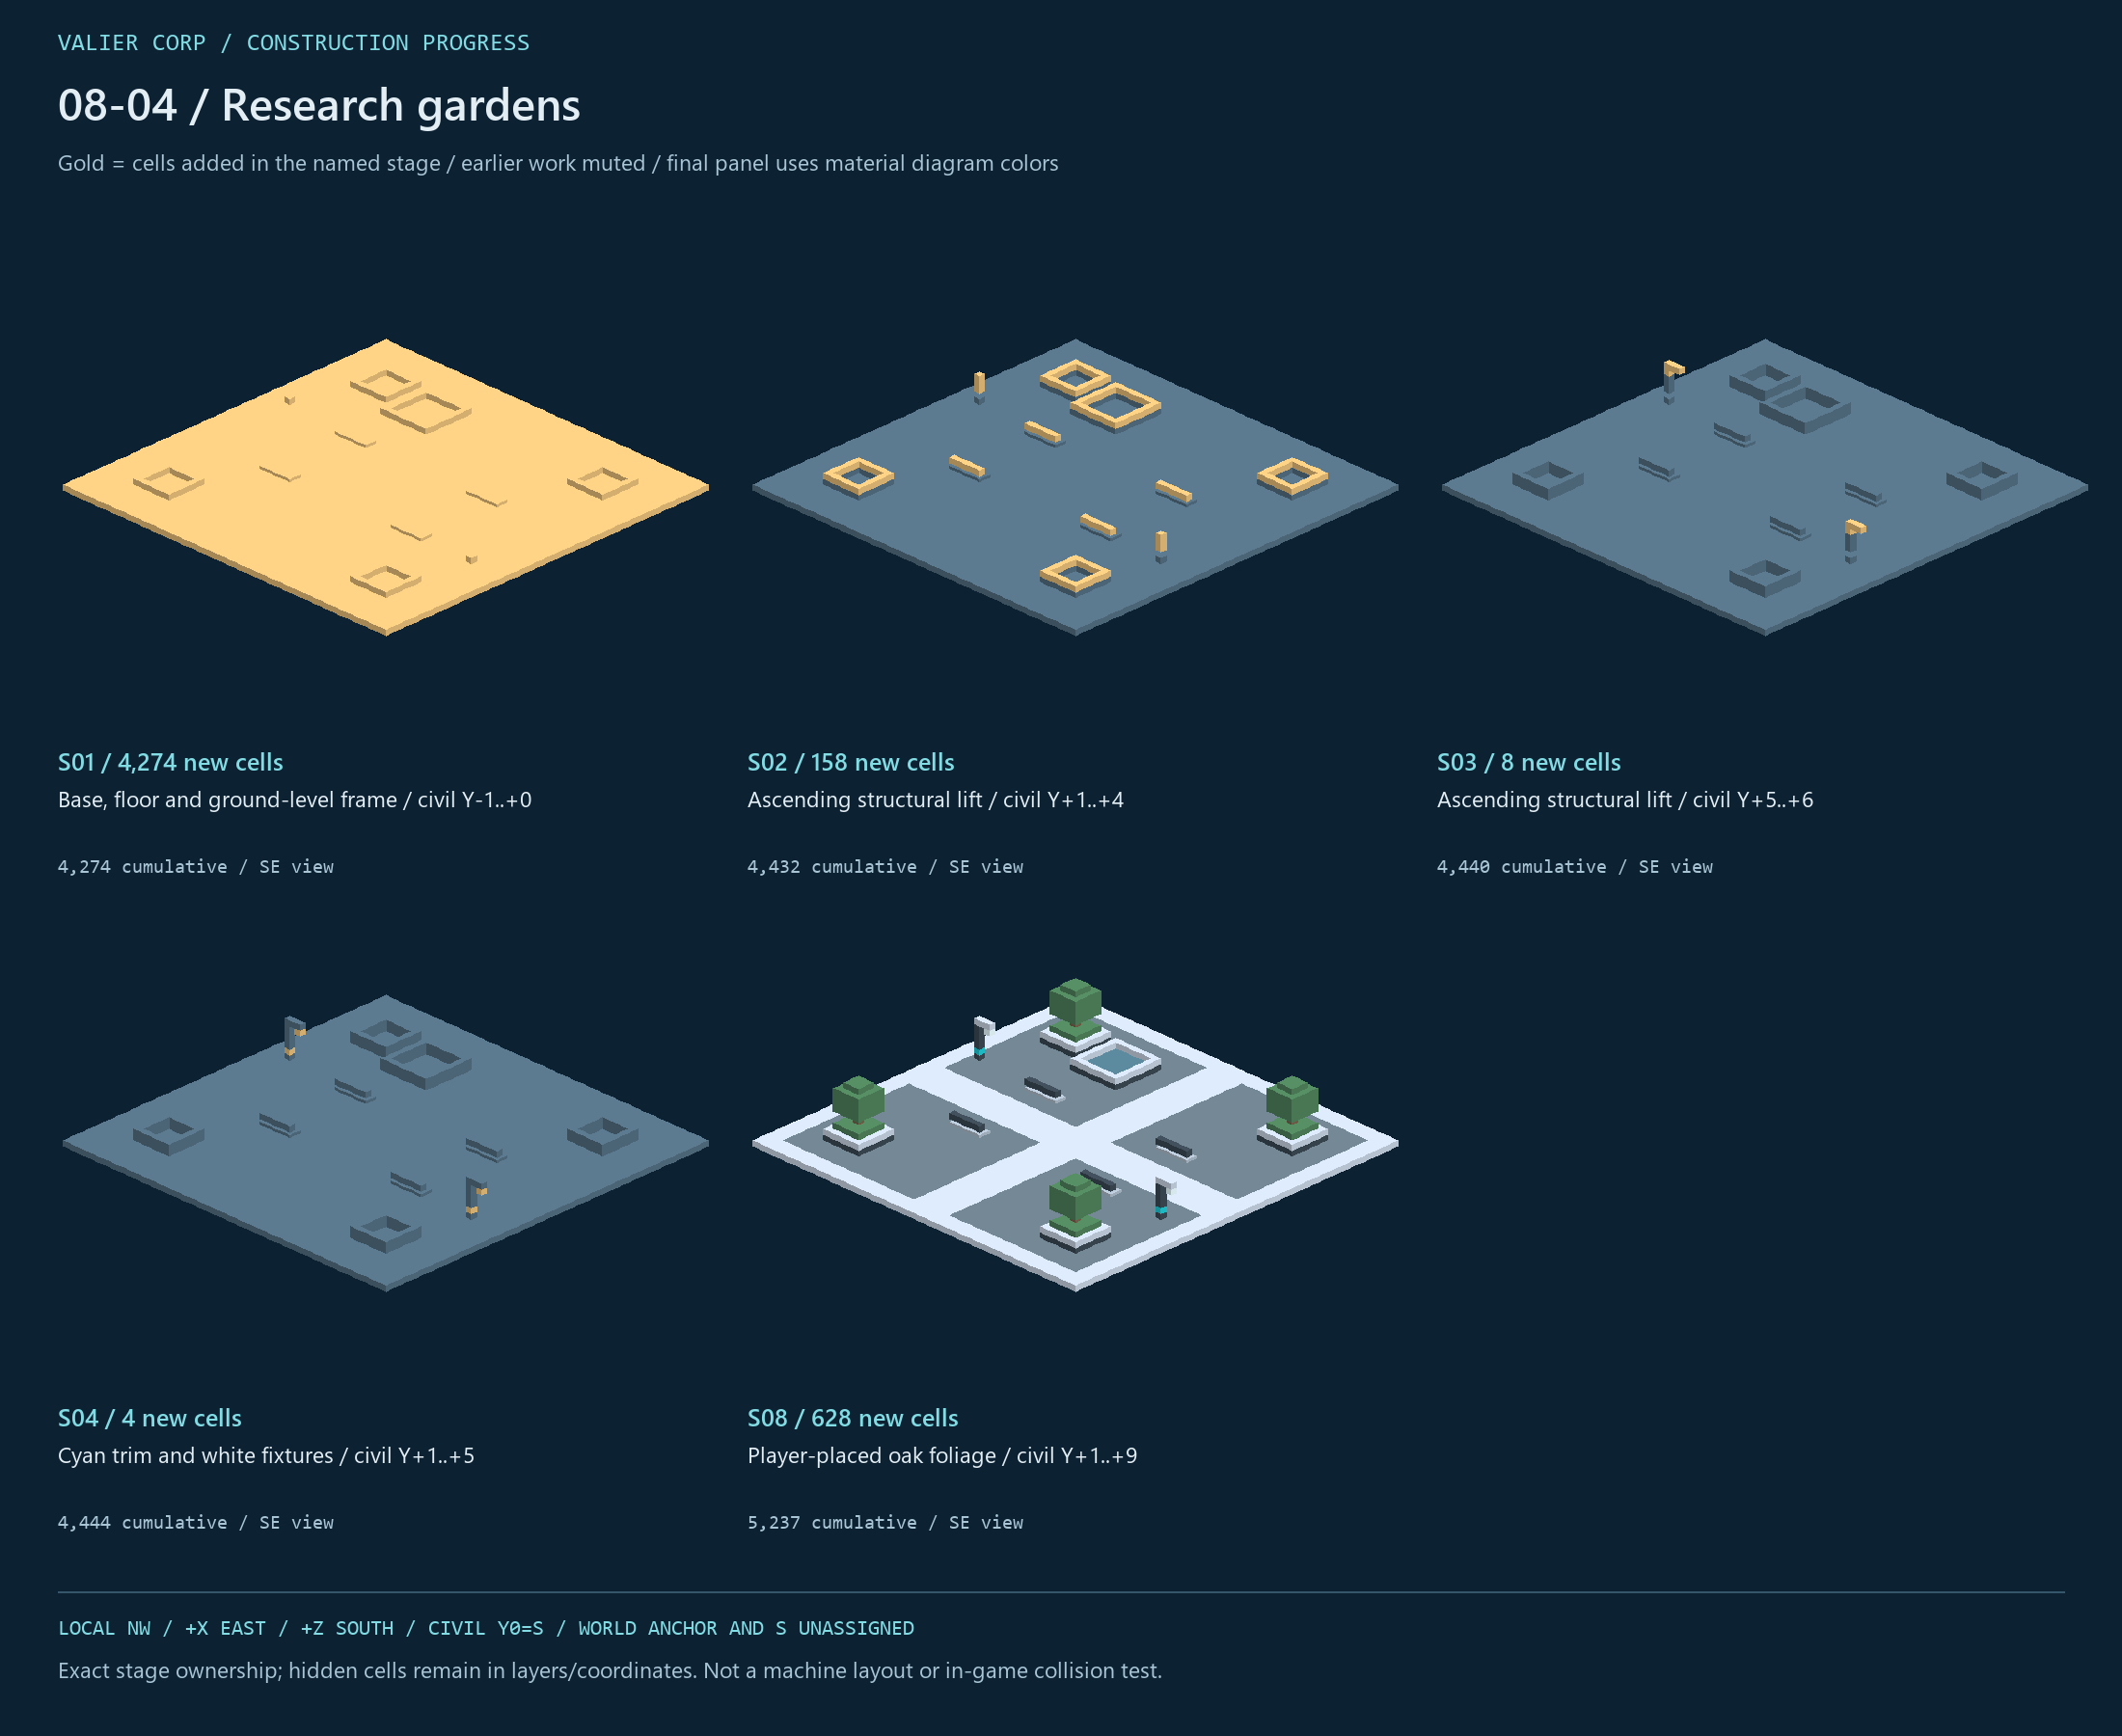 VALIER CORP / CONSTRUCTION PROGRESS
08-04 / Research gardens
Gold = cells added in the named stage / earlier work muted / final panel uses material diagram colors
S01 / 4,274 new cells
Base, floor and ground-level frame / civil Y-1..+0
4,274 cumulative / SE view
S02 / 158 new cells
Ascending structural lift / civil Y+1..+4
4,432 cumulative / SE view
S03 / 8 new cells
Ascending structural lift / civil Y+5..+6
4,440 cumulative / SE view
S04 / 4 new cells
Cyan trim and white fixtures / civil Y+1..+5
4,444 cumulative / SE view
S08 / 628 new cells
Player-placed oak foliage / civil Y+1..+9
5,237 cumulative / SE view
LOCAL NW / +X EAST / +Z SOUTH / CIVIL Y0=S / WORLD ANCHOR AND S UNASSIGNED
Exact stage ownership; hidden cells remain in layers/coordinates. Not a machine layout or in-game collision test.